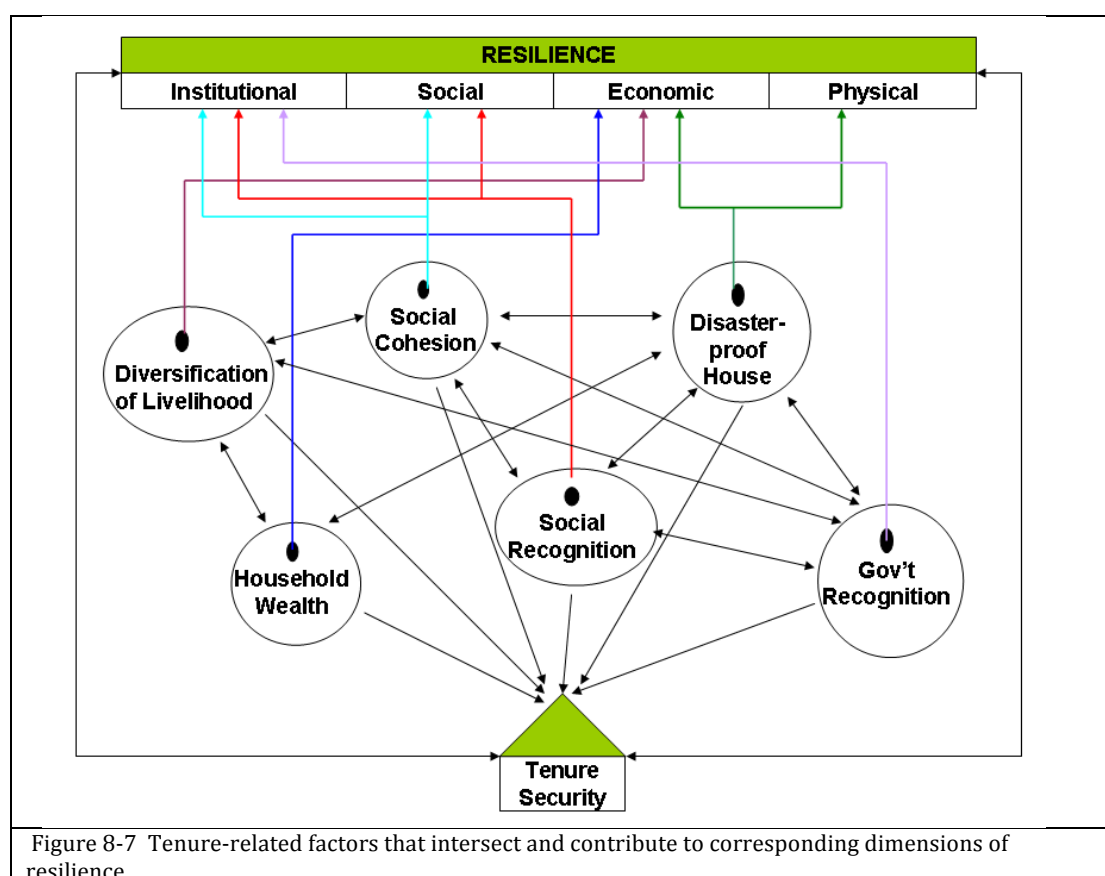 RESILIENCE
Institutional Social Economic Physical
Social
Cohesion
Disaster-
proof
House
Diversification
of Livelihood
Social
Recognition
Household
Wealth
Gov't
Recognition
Tenure
Security
Figure 8-7 Tenure-related factors that intersect and contribute to corresponding dimensions of
resilience